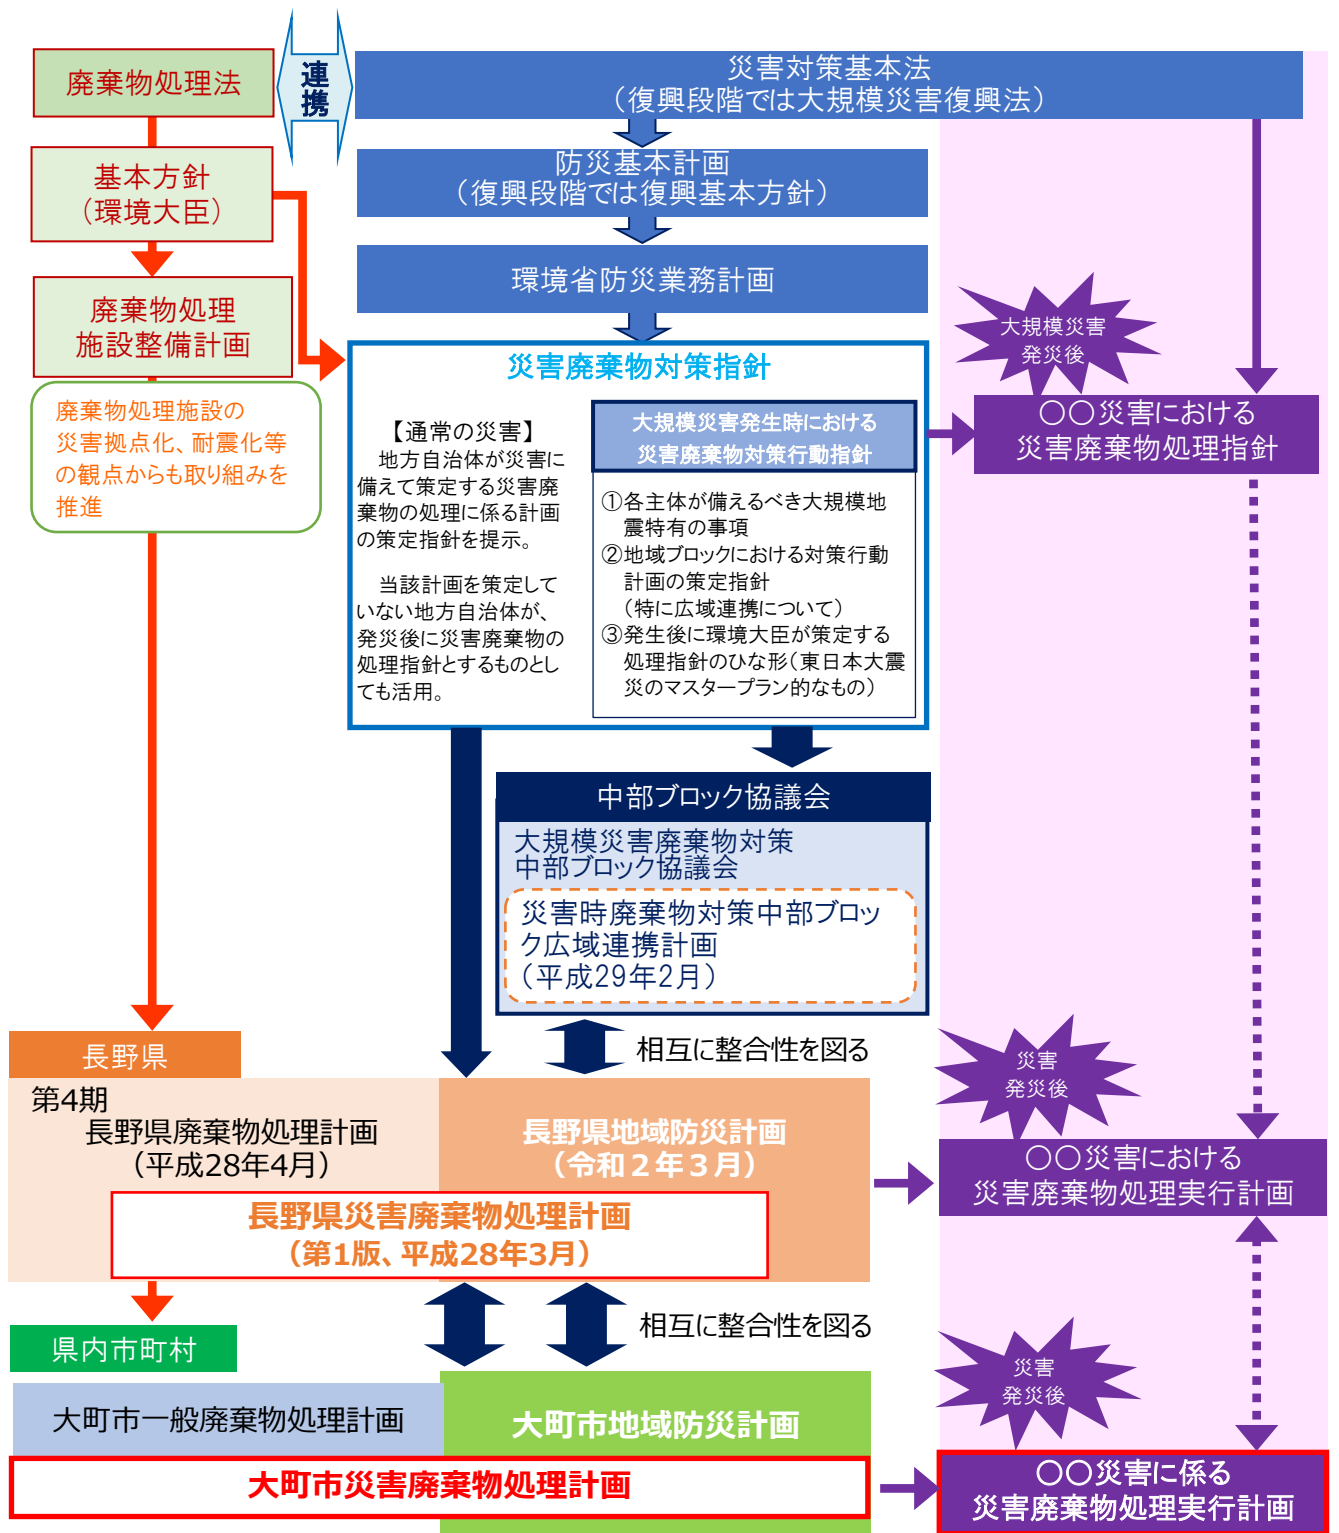 廃棄物処理法
連
携
災害対策基本法
（復興段階では大規模災害復興法）
基本方針
（環境大臣）
防災基本計画
（復興段階では復興基本方針）
環境省防災業務計画
廃棄物処理
施設整備計画
廃棄物処理施設の
災害拠点化、耐震化等
の観点からも取り組みを
推進
災害廃棄物対策指針
【通常の災害】
地方自治体が災害に
備えて策定する災害廃
棄物の処理に係る計画
の策定指針を提示。
当該計画を策定して
いない地方自治体が、
発災後に災害廃棄物の
処理指針とするものとし
ても活用。
大規模災害発生時における
災害廃棄物対策行動指針
①各主体が備えるべき大規模地
震特有の事項
②地域ブロックにおける対策行動
計画の策定指針
（特に広域連携について）
③発生後に環境大臣が策定する
処理指針のひな形（東日本大震
災のマスタープラン的なもの）
大規模災害
発災後
〇〇災害における
災害廃棄物処理指針
中部ブロック協議会
大規模災害廃棄物対策
中部ブロック協議会
災害時廃棄物対策中部ブロッ
ク広域連携計画
（平成29年2月）
相互に整合性を図る
長野県
第4期
長野県廃棄物処理計画
（平成28年4月）
長野県地域防災計画
（令和２年３月）
長野県災害廃棄物処理計画
（第1版、平成28年3月）
災害
発災後
〇〇災害における
災害廃棄物処理実行計画
相互に整合性を図る
県内市町村
大町市一般廃棄物処理計画
大町市地域防災計画
大町市災害廃棄物処理計画
災害
発災後
〇〇災害に係る
災害廃棄物処理実行計画